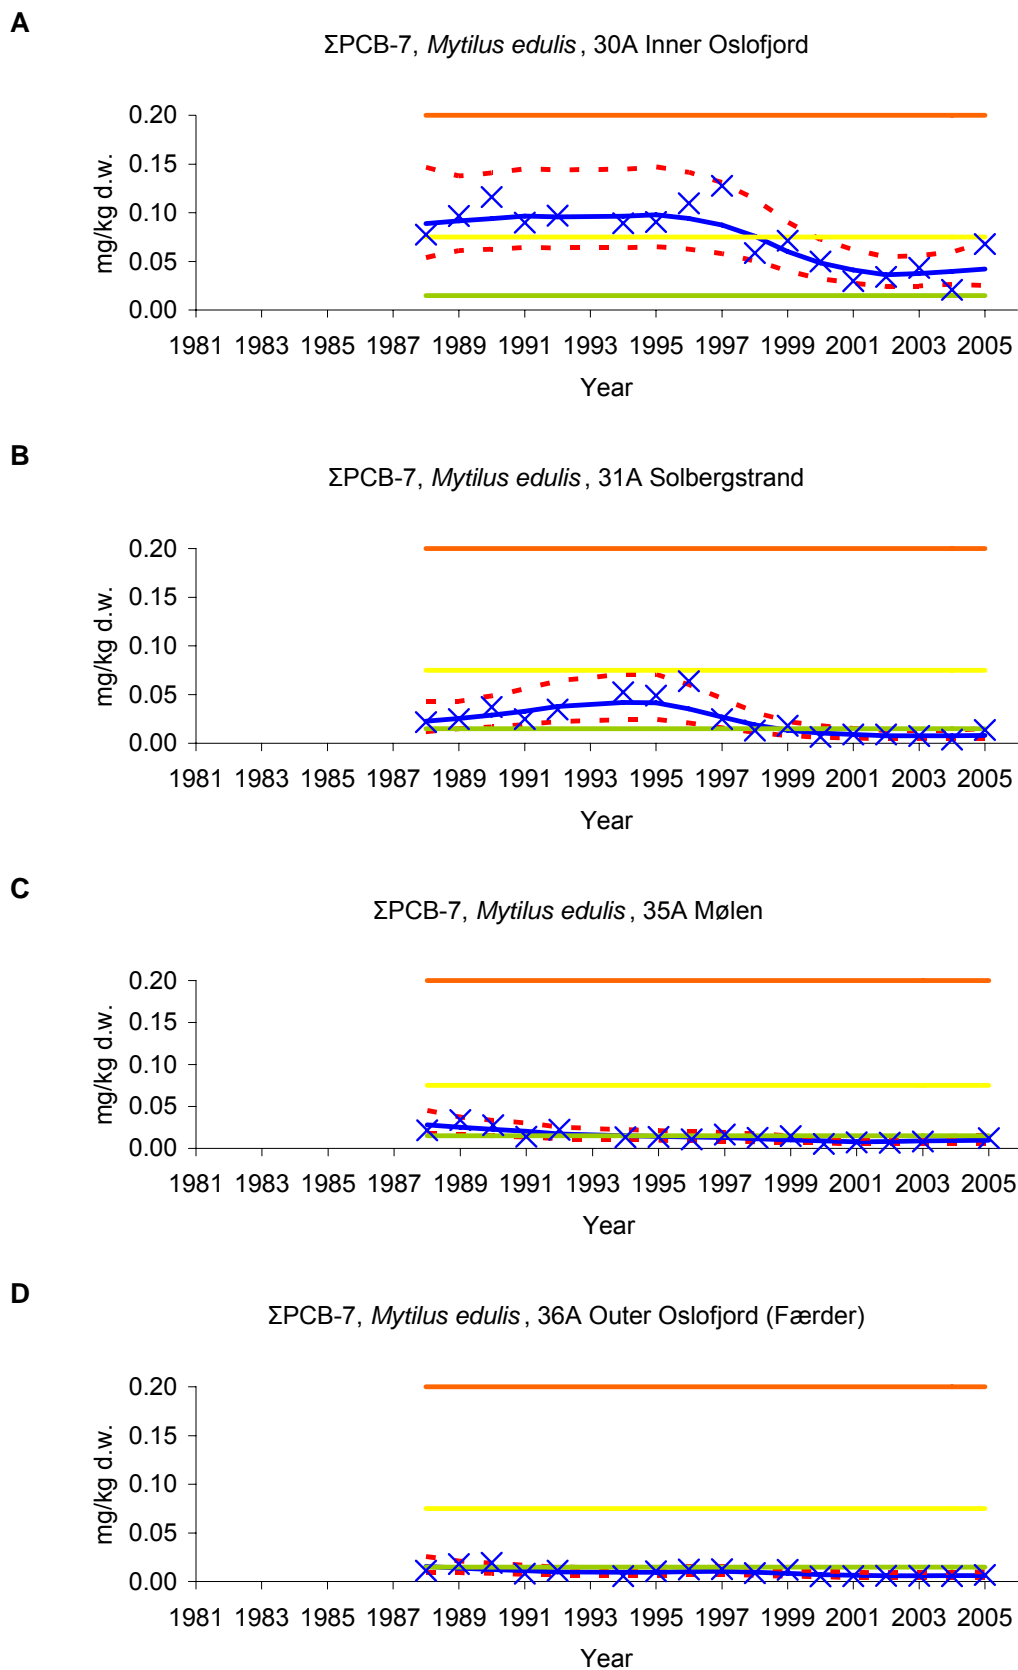 A
ΣPCB-7, Mytilus edulis, 30A Inner Oslofjord
mg/kg d.w.
0.20
0.15
0.10
0.05
0.00
1981 1983 1985 1987 1989 1991 1993 1995 1997 1999 2001 2003 2005
Year
B
ΣPCB-7, Mytilus edulis, 31A Solbergstrand
mg/kg d.w.
0.20
0.15
0.10
0.05
0.00
1981 1983 1985 1987 1989 1991 1993 1995 1997 1999 2001 2003 2005
Year
C
ΣPCB-7, Mytilus edulis, 35A Mølen
mg/kg d.w.
0.20
0.15
0.10
0.05
0.00
1981 1983 1985 1987 1989 1991 1993 1995 1997 1999 2001 2003 2005
Year
D
ΣPCB-7, Mytilus edulis, 36A Outer Oslofjord (Færder)
mg/kg d.w.
0.20
0.15
0.10
0.05
0.00
1981 1983 1985 1987 1989 1991 1993 1995 1997 1999 2001 2003 2005
Year